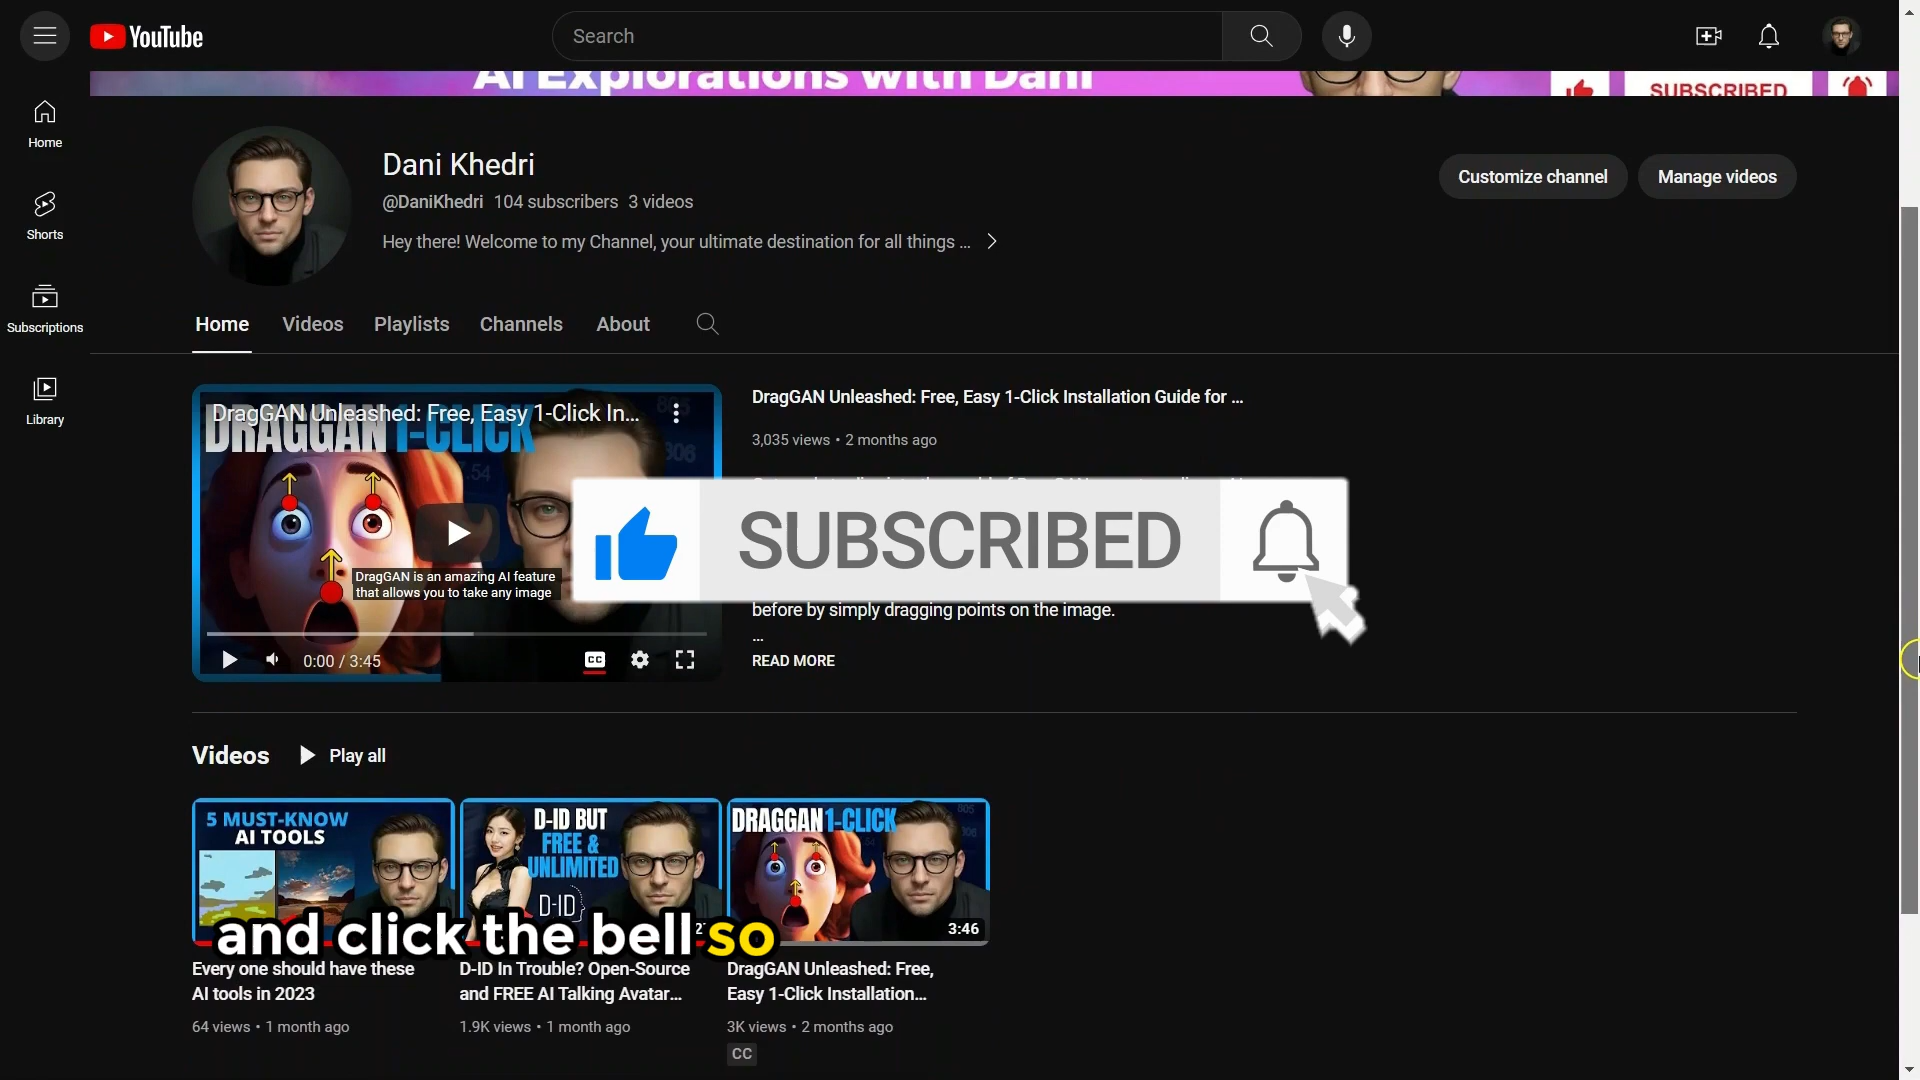 YouTube
Search
AI Explorations with Dani
SUBSCRIBED
Home
Shorts
Subscriptions
Library
Dani Khedri
@DaniKhedri 104 subscribers 3 videos
Hey there! Welcome to my Channel, your ultimate destination for all things ...
Customize channel
Manage videos
Home Videos Playlists Channels About
DragGAN Unleashed: Free, Easy 1-Click In...
DRAGGAN 1-CLICK
DragGAN is an amazing AI feature
that allows you to take any image
0:00 / 3:45
CC
DragGAN Unleashed: Free, Easy 1-Click Installation Guide for ...
3,035 views • 2 months ago
SUBSCRIBED
before by simply dragging points on the image.
...
READ MORE
Videos Play all
5 MUST-KNOW
AI TOOLS
D-ID BUT
FREE &
UNLIMITED
D-ID
DRAGGAN 1-CLICK
3:46
and click the bell so
Every one should have these
AI tools in 2023
64 views • 1 month ago
D-ID In Trouble? Open-Source
and FREE AI Talking Avatar...
1.9K views • 1 month ago
DragGAN Unleashed: Free,
Easy 1-Click Installation...
3K views • 2 months ago
CC